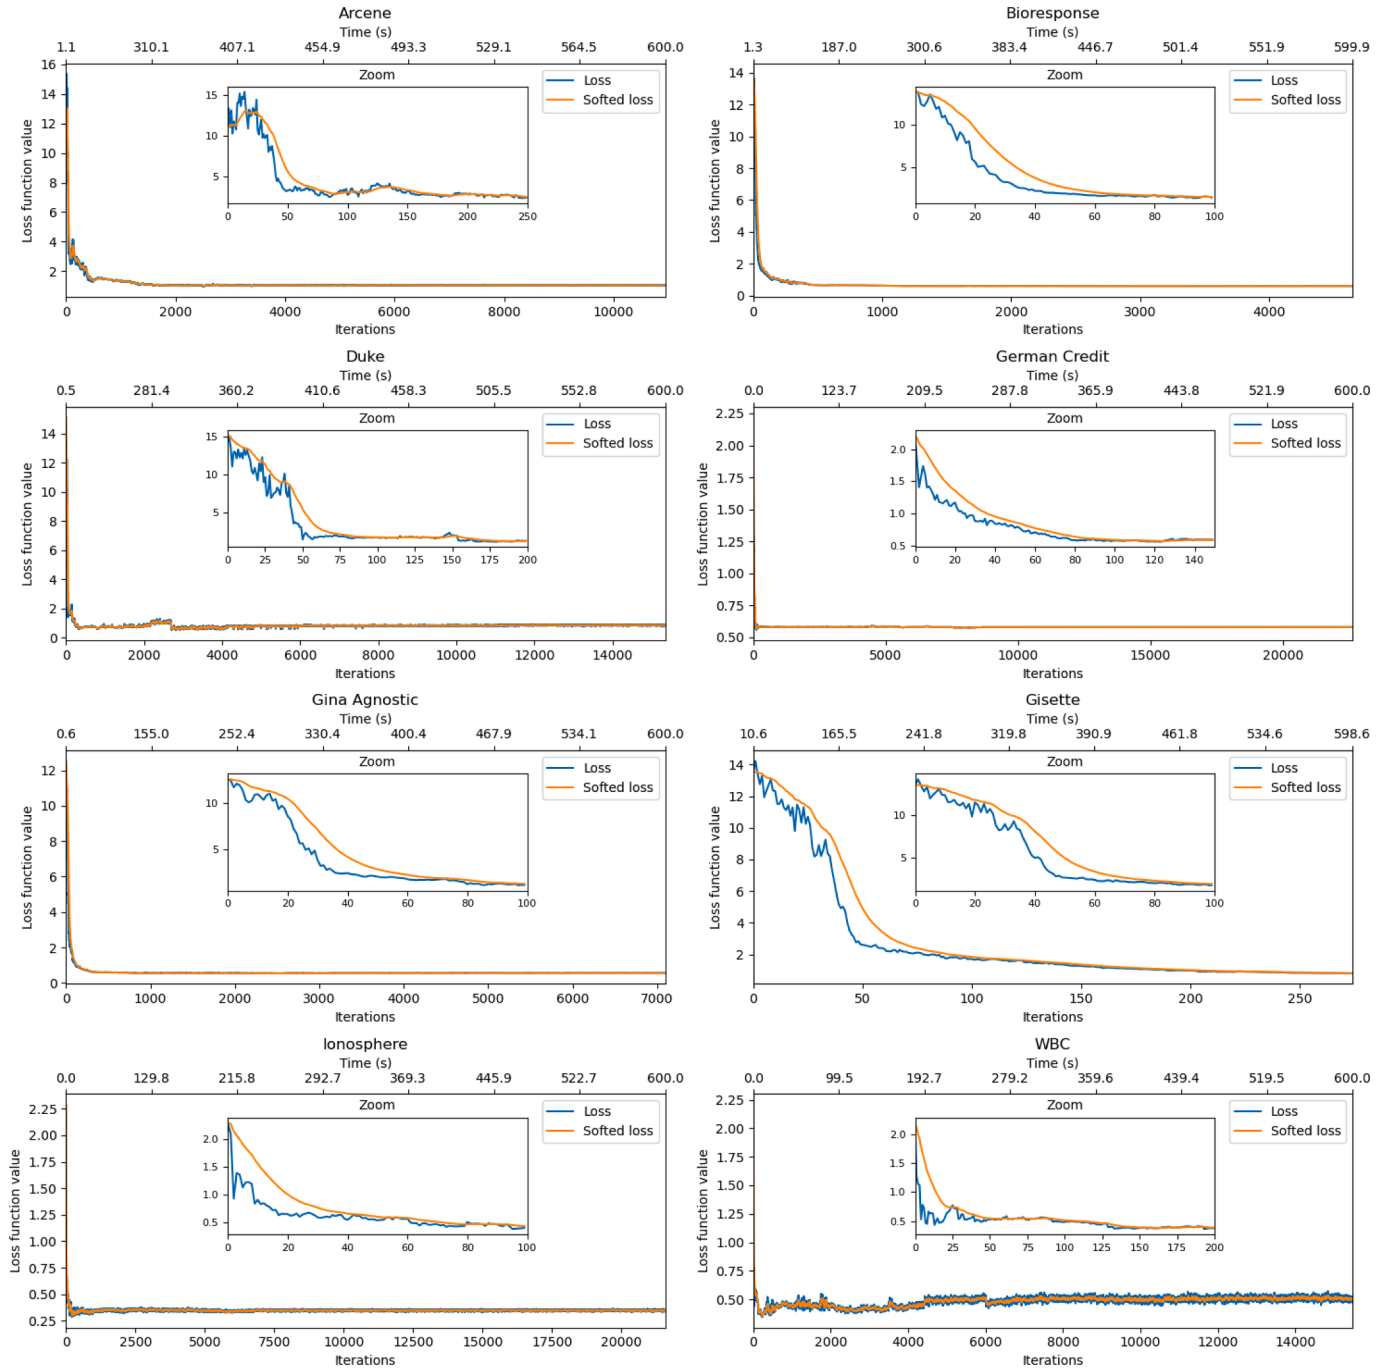 Arcene
Time (s)
1.1 310.1 407.1 454.9 493.3 529.1 564.5 600.0
Loss function value
16 14 12 10 8 6 4 2
Zoom
15 10 5
0 50 100 150 200 250
Loss
Softed loss
0 2000 4000 6000 8000 10000
Iterations
Bioresponse
Time (s)
1.3 187.0 300.6 383.4 446.7 501.4 551.9 599.9
Loss function value
14 12 10 8 6 4 2 0
Zoom
10 5
0 20 40 60 80 100
Loss
Softed loss
0 1000 2000 3000 4000
Iterations
Duke
Time (s)
0.5 281.4 360.2 410.6 458.3 505.5 552.8 600.0
Loss function value
14 12 10 8 6 4 2 0
Zoom
15 10 5
0 25 50 75 100 125 150 175 200
Loss
Softed loss
0 2000 4000 6000 8000 10000 12000 14000
Iterations
German Credit
Time (s)
0.0 123.7 209.5 287.8 365.9 443.8 521.9 600.0
Loss function value
2.25 2.00 1.75 1.50 1.25 1.00 0.75 0.50
Zoom
2.0 1.5 1.0 0.5
0 20 40 60 80 100 120 140
Loss
Softed loss
0 5000 10000 15000 20000
Iterations
Gina Agnostic
Time (s)
0.6 155.0 252.4 330.4 400.4 467.9 534.1 600.0
Loss function value
12 10 8 6 4 2 0
Zoom
10 5
0 20 40 60 80 100
Loss
Softed loss
0 1000 2000 3000 4000 5000 6000 7000
Iterations
Gisette
Time (s)
10.6 165.5 241.8 319.8 390.9 461.8 534.6 598.6
Loss function value
14 12 10 8 6 4 2
Zoom
10 5
0 20 40 60 80 100
Loss
Softed loss
0 50 100 150 200 250
Iterations
Ionosphere
Time (s)
0.0 129.8 215.8 292.7 369.3 445.9 522.7 600.0
Loss function value
2.25 2.00 1.75 1.50 1.25 1.00 0.75 0.50 0.25
Zoom
2.0 1.5 1.0 0.5
0 20 40 60 80 100
Loss
Softed loss
0 2500 5000 7500 10000 12500 15000 17500 20000
Iterations
WBC
Time (s)
0.0 99.5 192.7 279.2 359.6 439.4 519.5 600.0
Loss function value
2.25 2.00 1.75 1.50 1.25 1.00 0.75 0.50
Zoom
2.0 1.5 1.0 0.5
0 25 50 75 100 125 150 175 200
Loss
Softed loss
0 2000 4000 6000 8000 10000 12000 14000
Iterations